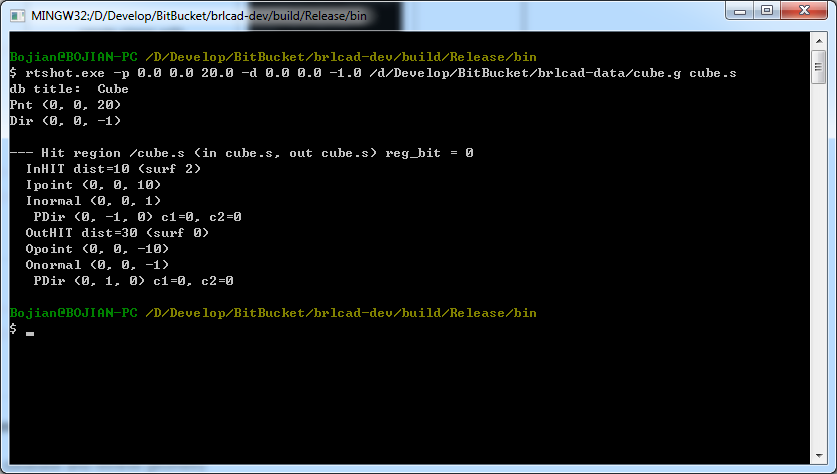 MINGW32:/D/Develop/BitBucket/brlcad-dev/build/Release/bin
Bojian@BOJIAN-PC /D/Develop/BitBucket/brlcad-dev/build/Release/bin
$ rtshot.exe -p 0.0 0.0 20.0 -d 0.0 0.0 -1.0 /d/Develop/BitBucket/brlcad-data/cube.g cube.s
db title:  Cube
Pnt (0, 0, 20)
Dir (0, 0, -1)
--- Hit region /cube.s (in cube.s, out cube.s) reg_bit = 0
  InHIT dist=10 (surf 2)
  Ipoint (0, 0, 10)
  Inormal (0, 0, 1)
   PDir (0, -1, 0) c1=0, c2=0
  OutHIT dist=30 (surf 0)
  Opoint (0, 0, -10)
  Onormal (0, 0, -1)
   PDir (0, 1, 0) c1=0, c2=0
Bojian@BOJIAN-PC /D/Develop/BitBucket/brlcad-dev/build/Release/bin
$